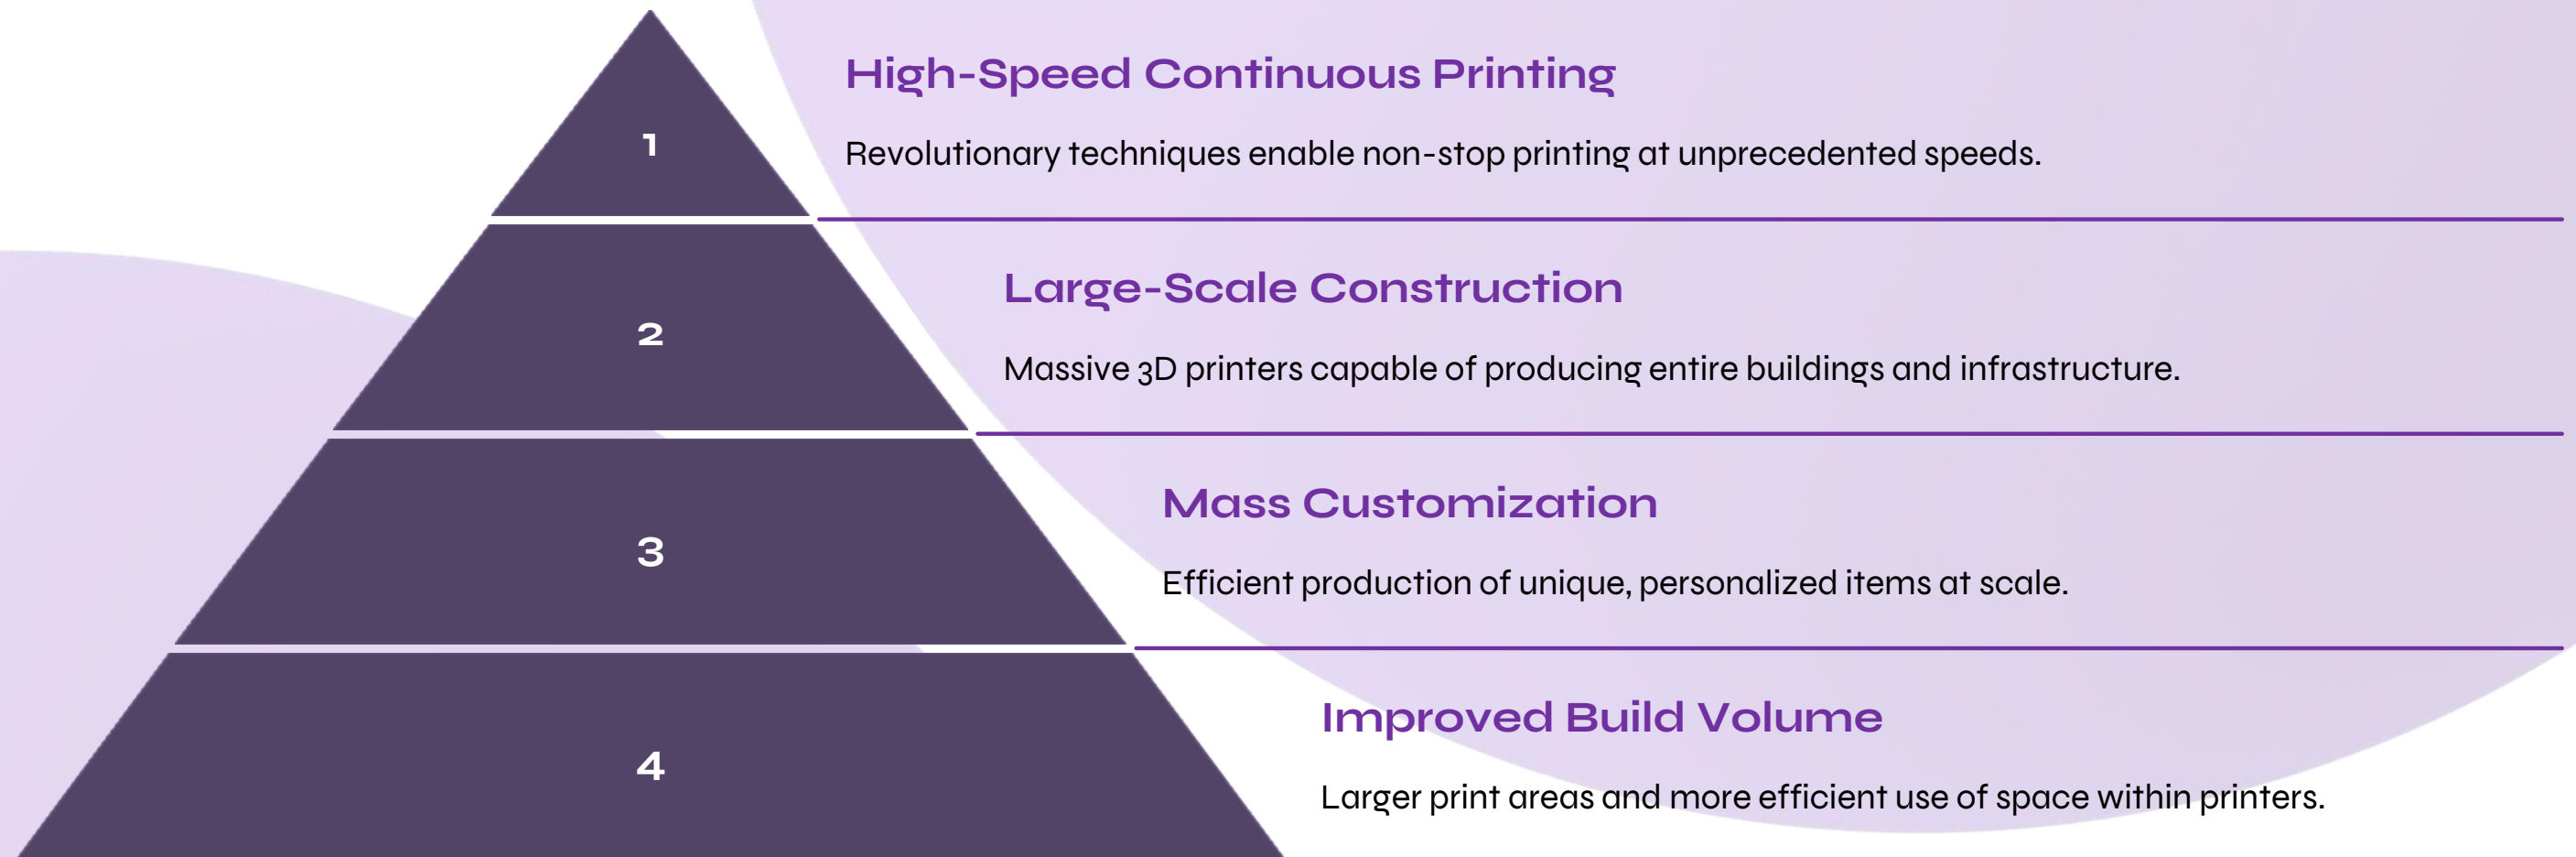 High-Speed Continuous Printing
1
Revolutionary techniques enable non-stop printing at unprecedented speeds.
Large-Scale Construction
2
Massive 3D printers capable of producing entire buildings and infrastructure.
Mass Customization
3
Efficient production of unique, personalized items at scale.
Improved Build Volume
4
Larger print areas and more efficient use of space within printers.